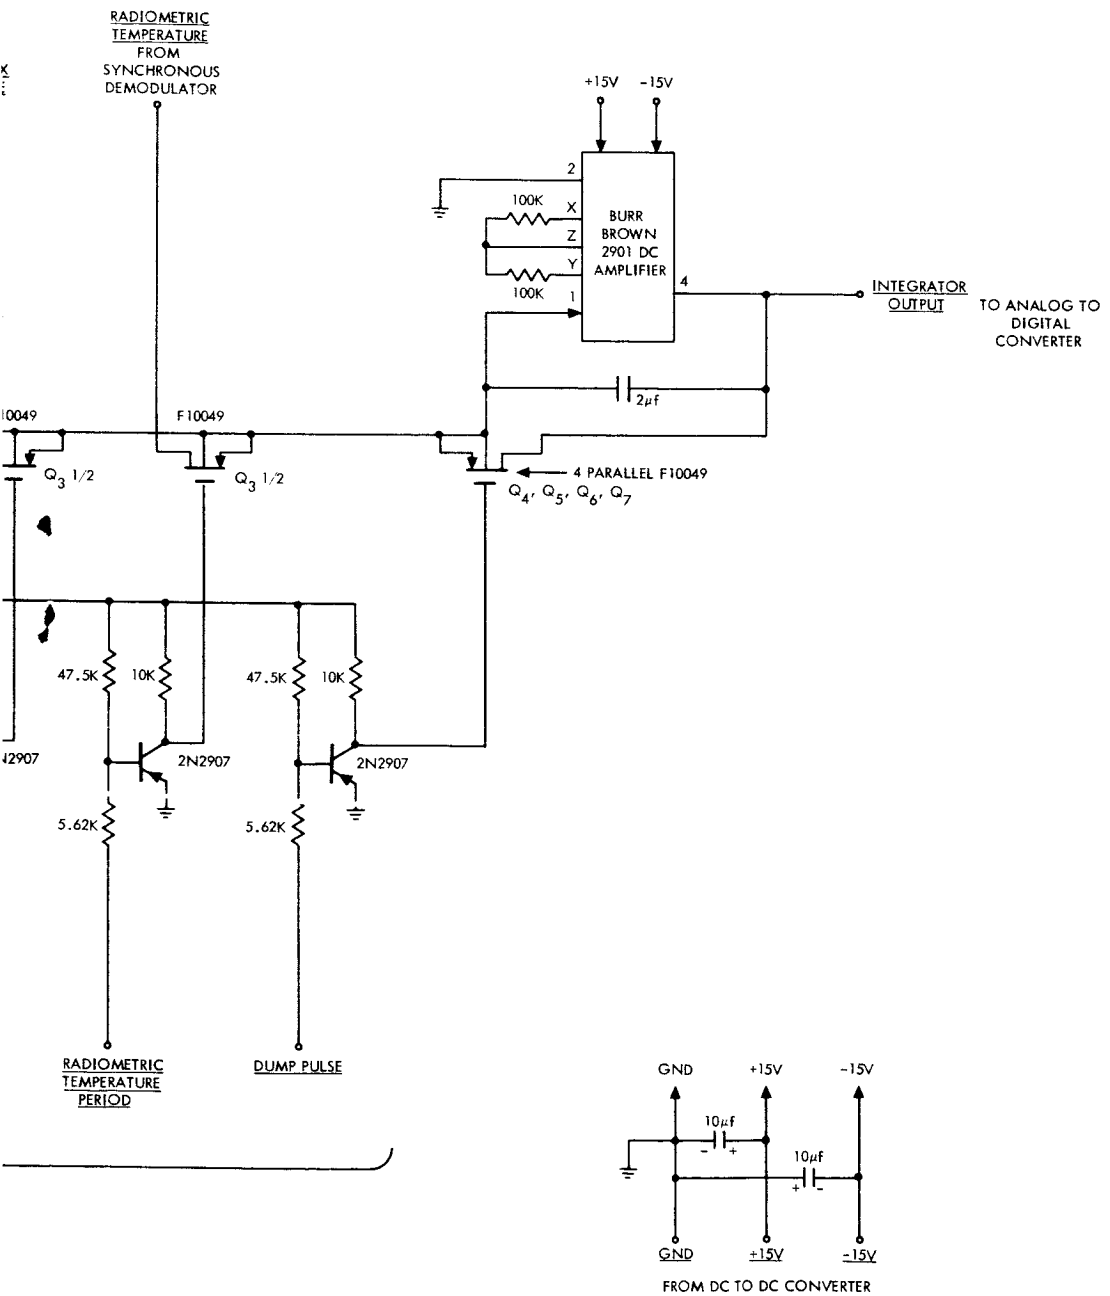 RADIOMETRIC
TEMPERATURE
FROM
SYNCHRONOUS
DEMODULATOR
+15V
-15V
2
100K
X
Z
Y
100K
1
BURR
BROWN
2901 DC
AMPLIFIER
4
INTEGRATOR
OUTPUT
TO ANALOG TO
DIGITAL
CONVERTER
2µf
10049
F10049
Q3 1/2
Q3 1/2
4 PARALLEL F10049
Q4, Q5, Q6, Q7
47.5K
10K
47.5K
10K
N2907
2N2907
2N2907
5.62K
5.62K
RADIOMETRIC
TEMPERATURE
PERIOD
DUMP PULSE
GND
+15V
-15V
10µf
- +
10µf
+ -
GND
+15V
-15V
FROM DC TO DC CONVERTER